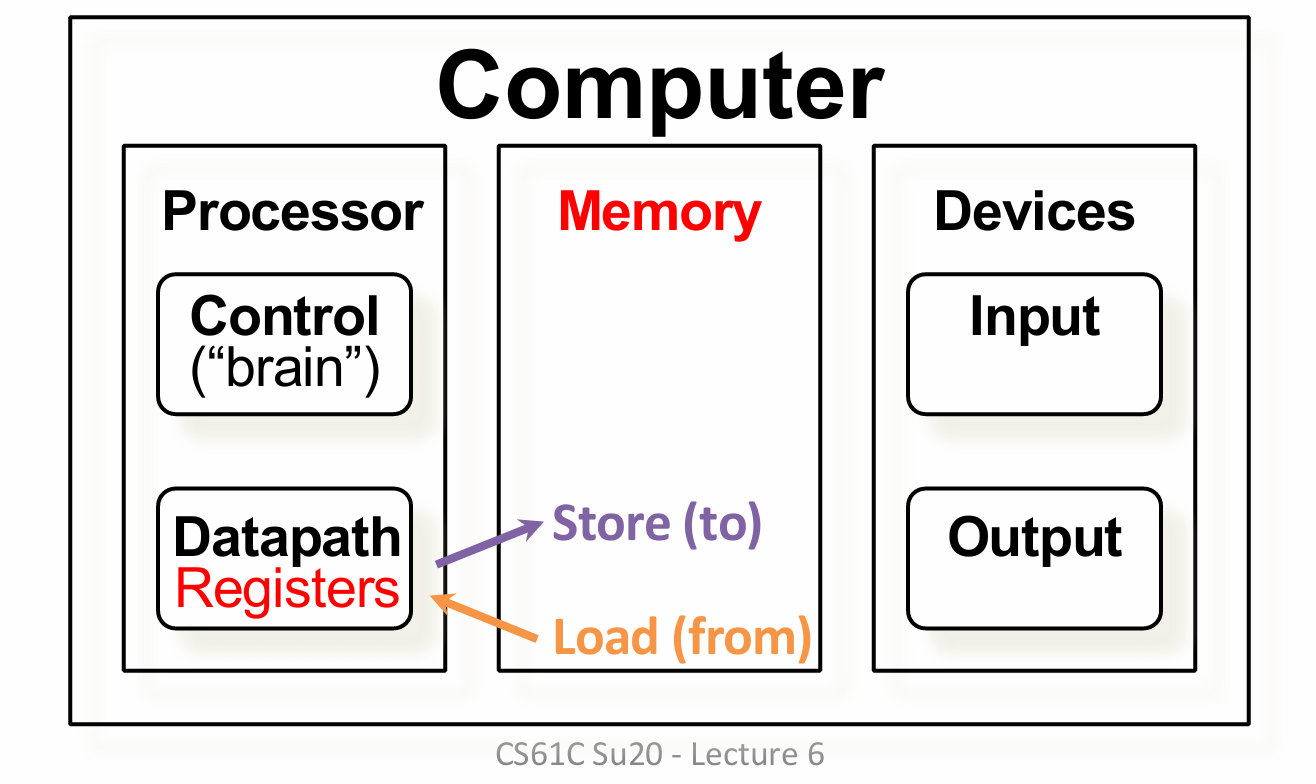 Computer
Processor
Control
(“brain”)
Datapath
Registers
Memory
Store (to)
Load (from)
Devices
Input
Output
CS61C Su20 - Lecture 6